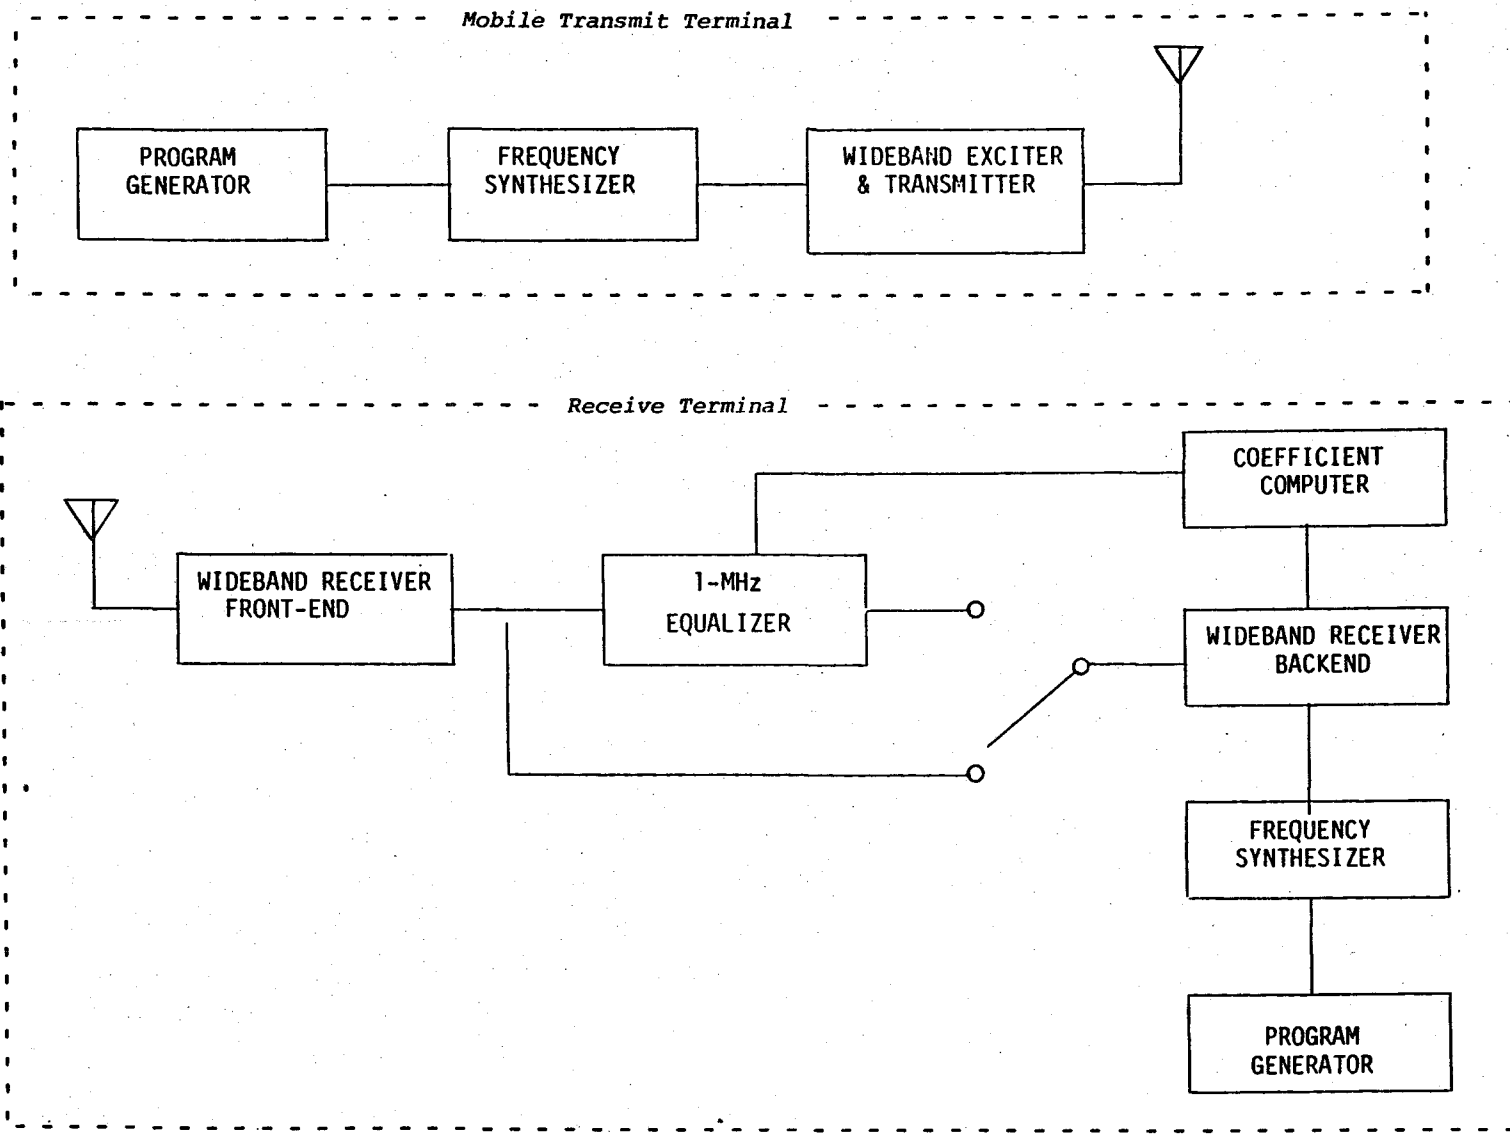 Mobile Transmit Terminal
PROGRAM
GENERATOR
FREQUENCY
SYNTHESIZER
WIDEBAND EXCITER
& TRANSMITTER
Receive Terminal
COEFFICIENT
COMPUTER
WIDEBAND RECEIVER
FRONT-END
1-MHz
EQUALIZER
WIDEBAND RECEIVER
BACKEND
FREQUENCY
SYNTHESIZER
PROGRAM
GENERATOR